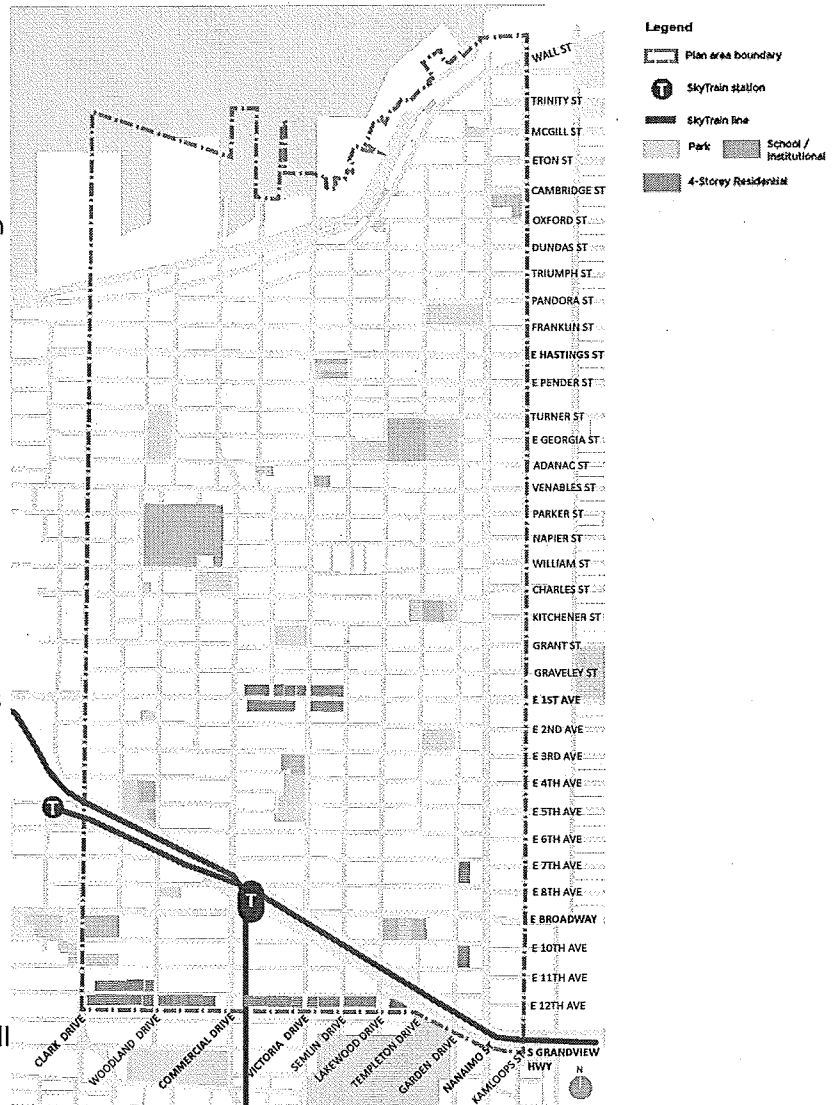 Legend
Plan area boundary
T
SkyTrain station
SkyTrain line
Park
School /
Institutional
4-Storey Residential
WALL ST
TRINITY ST
MCGILL ST
ETON ST
CAMBRIDGE ST
OXFORD ST
DUNDAS ST
TRIUMPH ST
PANDORA ST
FRANKLIN ST
E HASTINGS ST
E PENDER ST
TURNER ST
E GEORGIA ST
ADANAC ST
VENABLES ST
PARKER ST
NAPIER ST
WILLIAM ST
CHARLES ST
KITCHENER ST
GRANT ST
GRAVELEY ST
E 1ST AVE
E 2ND AVE
E 3RD AVE
E 4TH AVE
E 5TH AVE
E 6TH AVE
E 7TH AVE
E 8TH AVE
E BROADWAY
E 10TH AVE
E 11TH AVE
E 12TH AVE
T
T
CLARK DRIVE
WOODLAND DRIVE
COMMERCIAL DRIVE
VICTORIA DRIVE
SEMLIN DRIVE
LAKEWOOD DRIVE
TEMPLETON DRIVE
GARDEN DRIVE
NANAIMO ST
KAMLOOPS ST
S GRANDVIEW
HWY
N